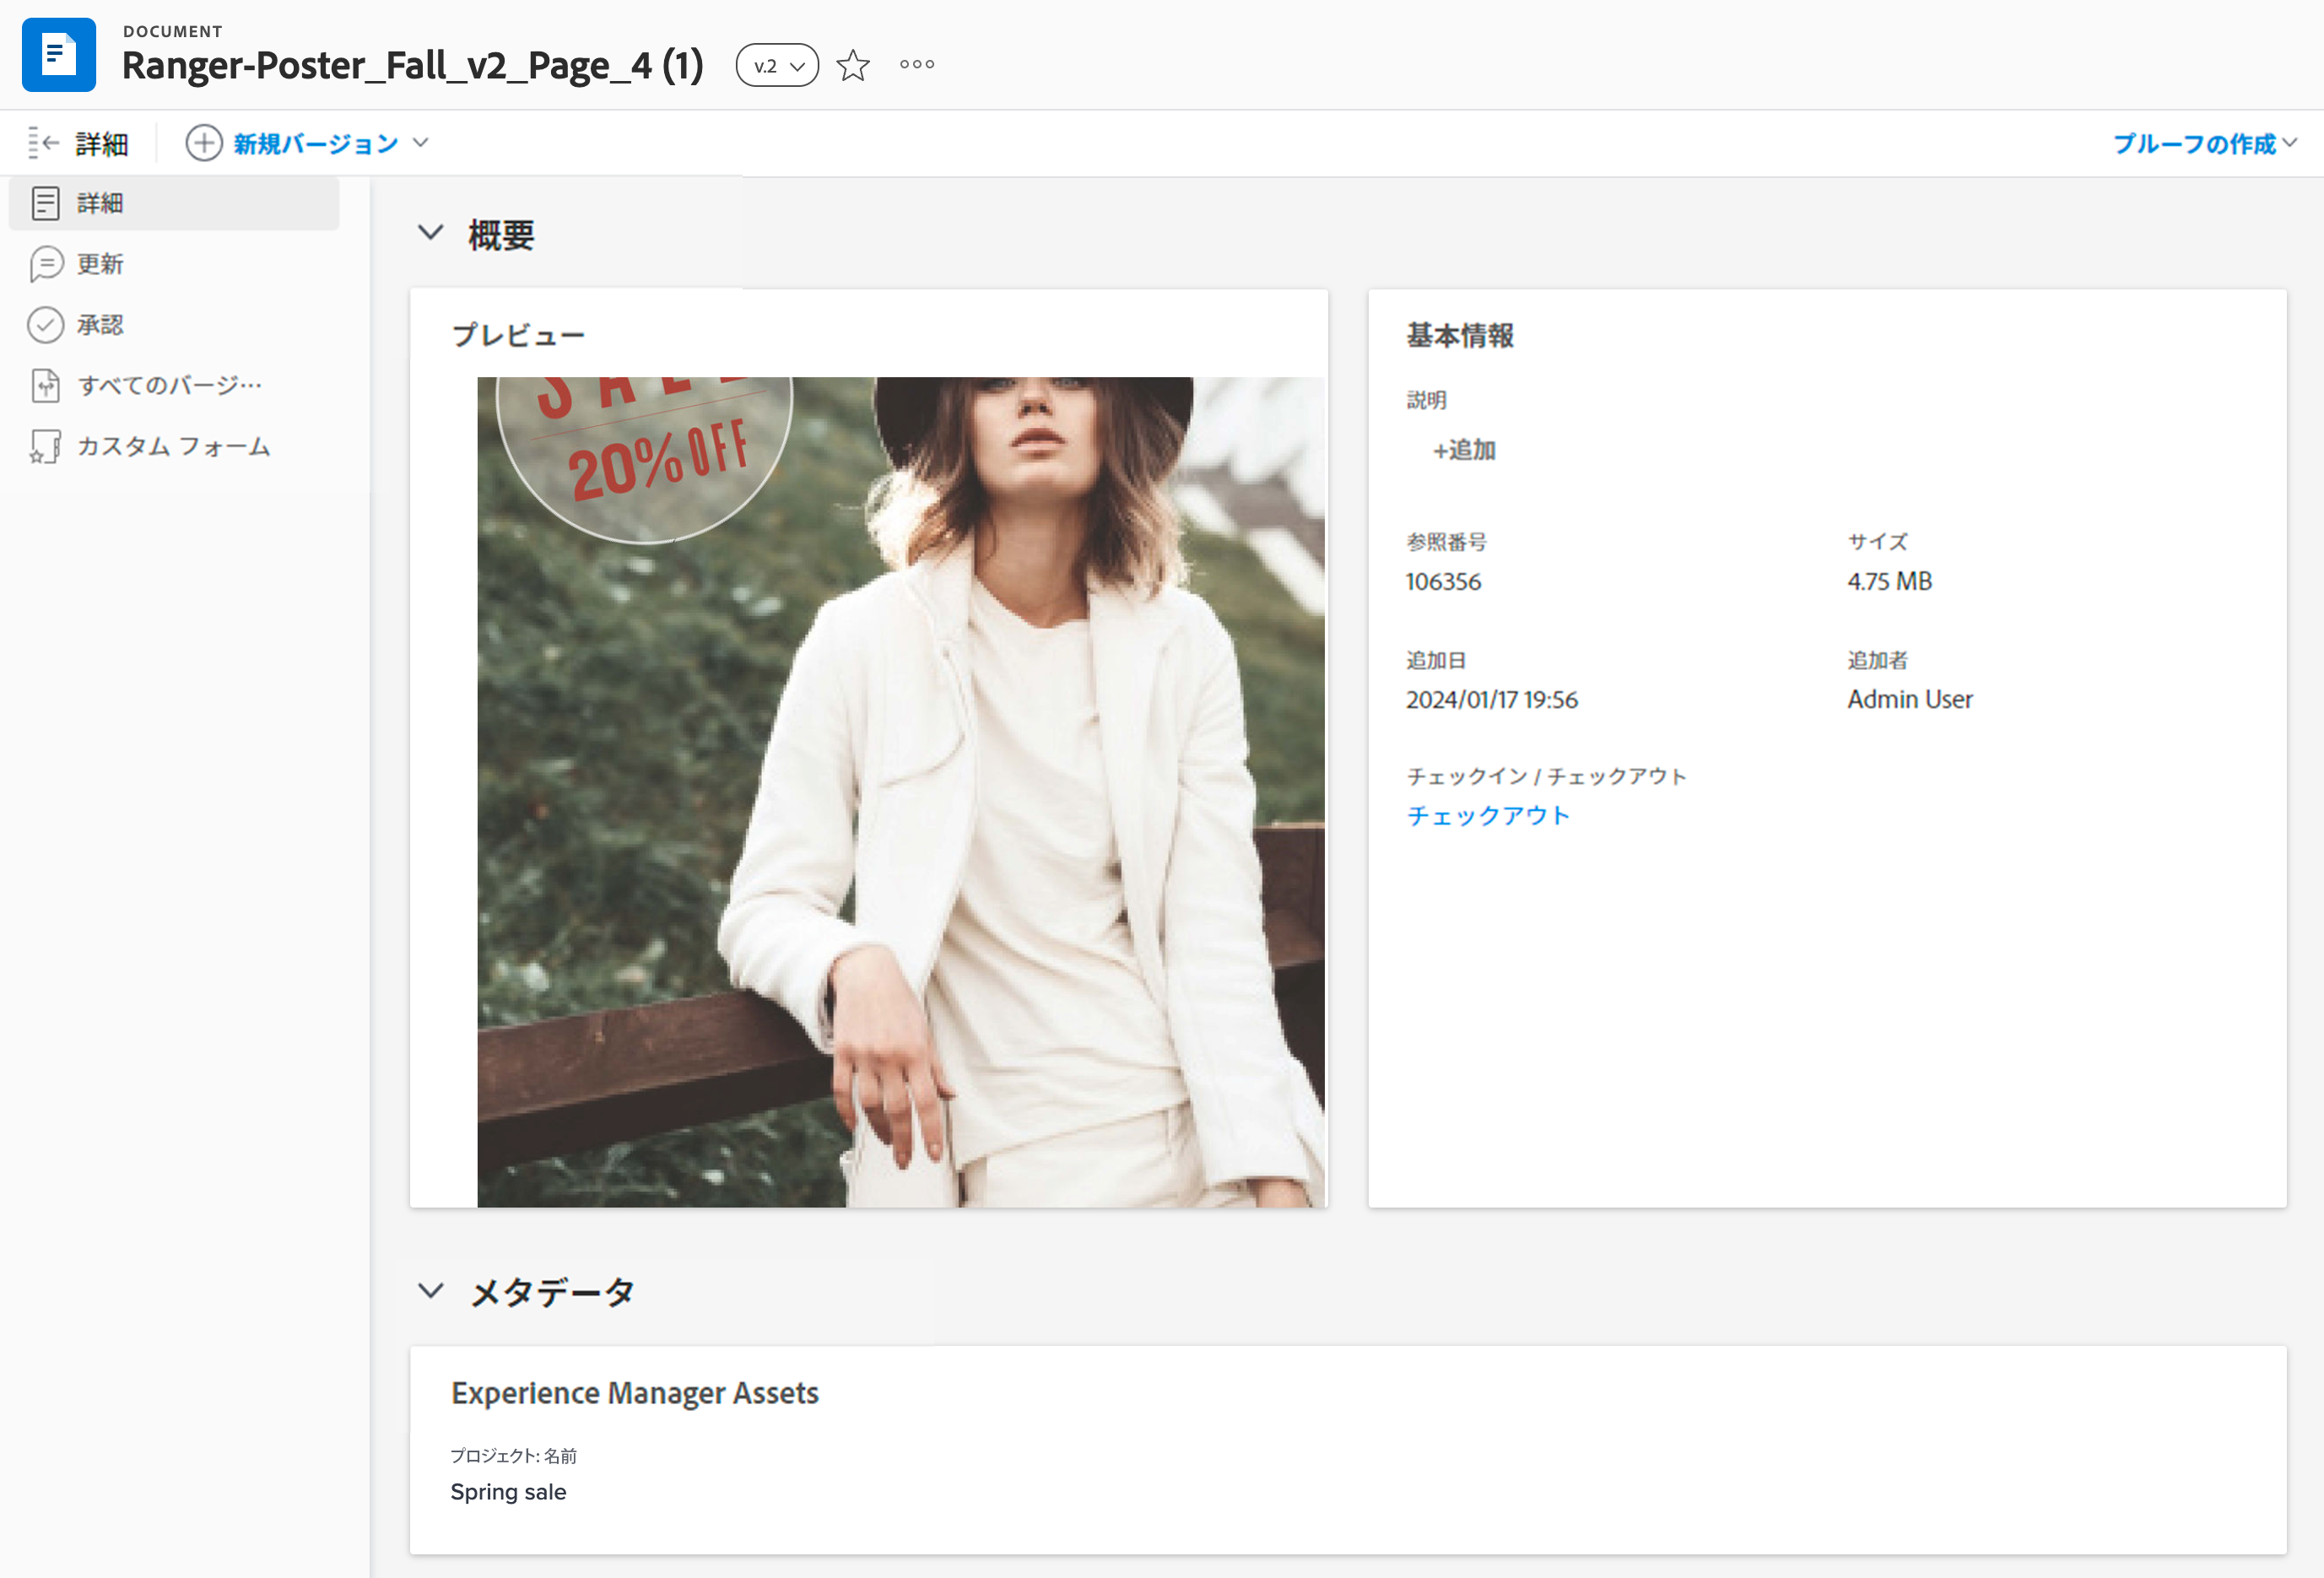 DOCUMENT
Ranger-Poster_Fall_v2_Page_4 (1)
v.2
詳細
新規バージョン
プルーフの作成
詳細
更新
承認
すべてのバージ…
カスタム フォーム
概要
プレビュー
SALE
20%OFF
基本情報
説明
+追加
参照番号
サイズ
106356
4.75 MB
追加日
追加者
2024/01/17 19:56
Admin User
チェックイン / チェックアウト
チェックアウト
メタデータ
Experience Manager Assets
プロジェクト: 名前
Spring sale